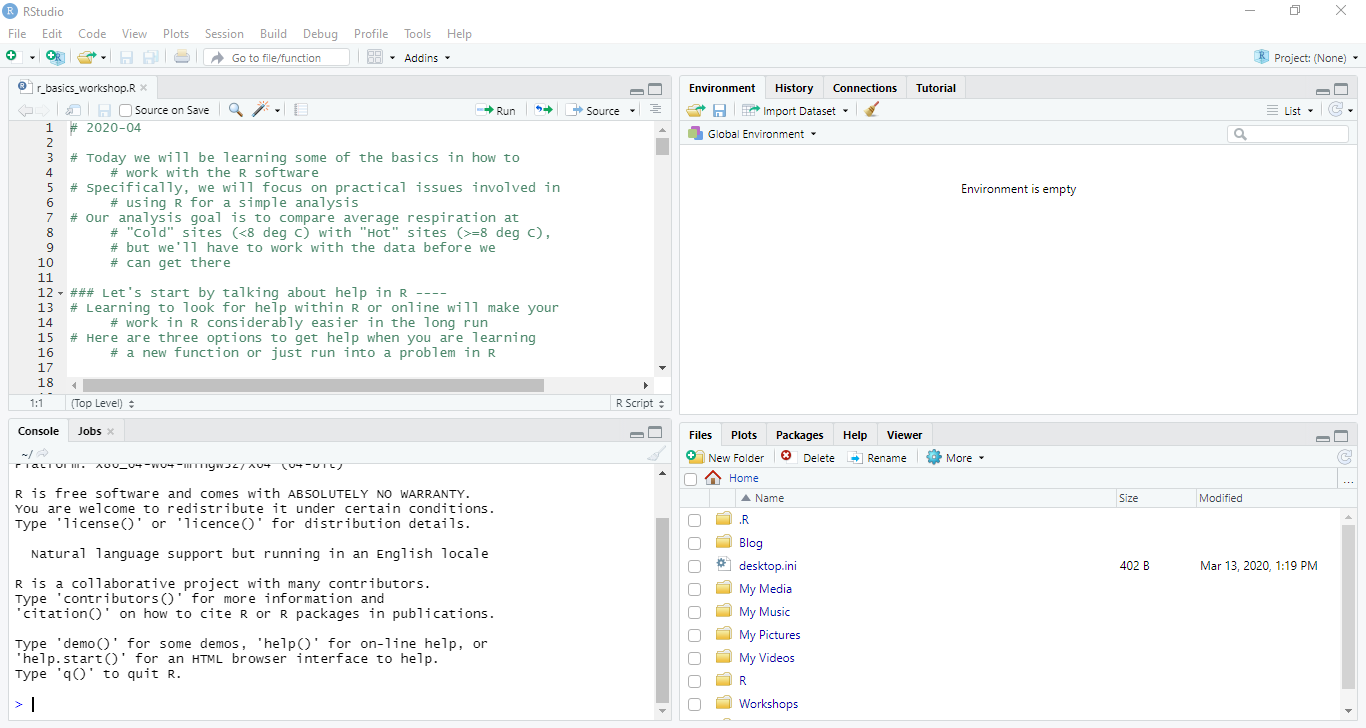 RStudio
File Edit Code View Plots Session Build Debug Profile Tools Help
Go to file/function Addins Project: (None)
r_basics_workshop.R
Source on Save Run Source
1 # 2020-04
2
3 # Today we will be learning some of the basics in how to
4 # work with the R software
5 # Specifically, we will focus on practical issues involved in
6 # using R for a simple analysis
7 # Our analysis goal is to compare average respiration at
8 # "Cold" sites (<8 deg C) with "Hot" sites (>=8 deg C),
9 # but we'll have to work with the data before we
10 # can get there
11
12 ### Let's start by talking about help in R ----
13 # Learning to look for help within R or online will make your
14 # work in R considerably easier in the long run
15 # Here are three options to get help when you are learning
16 # a new function or just run into a problem in R
17
18
1:1 (Top Level) R Script
Console Jobs
~/
Platform: x86_64-w64-mingw32/x64 (64-bit)
R is free software and comes with ABSOLUTELY NO WARRANTY.
You are welcome to redistribute it under certain conditions.
Type 'license()' or 'licence()' for distribution details.
Natural language support but running in an English locale
R is a collaborative project with many contributors.
Type 'contributors()' for more information and
'citation()' on how to cite R or R packages in publications.
Type 'demo()' for some demos, 'help()' for on-line help, or
'help.start()' for an HTML browser interface to help.
Type 'q()' to quit R.
>
Environment History Connections Tutorial
Import Dataset List
Global Environment
Environment is empty
Files Plots Packages Help Viewer
New Folder Delete Rename More
Home ...
Name Size Modified
.R
Blog
desktop.ini 402 B Mar 13, 2020, 1:19 PM
My Media
My Music
My Pictures
My Videos
R
Workshops